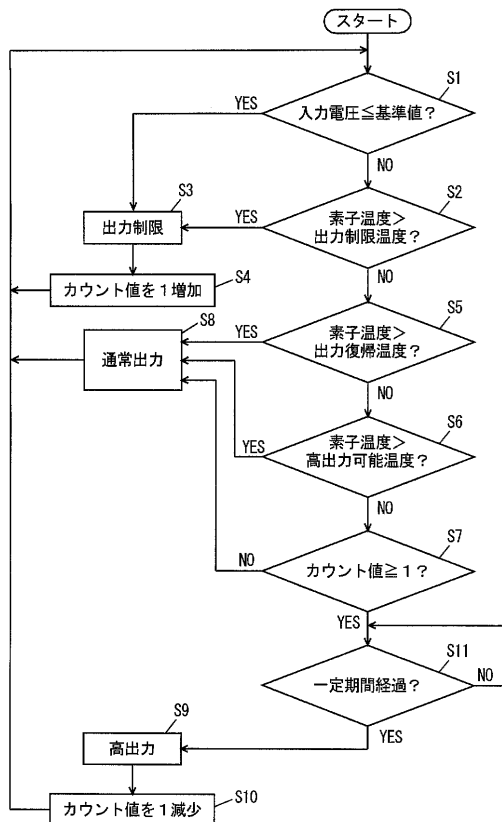 スタート
S1
入力電圧≦基準値?
YES
NO
S2
素子温度>
出力制限温度?
YES
NO
S3
出力制限
S4
カウント値を1増加
S5
素子温度>
出力復帰温度?
YES
NO
S8
通常出力
S6
素子温度>
高出力可能温度?
YES
NO
S7
カウント値≧1?
NO
YES
S11
一定期間経過?
NO
YES
S9
高出力
S10
カウント値を1減少